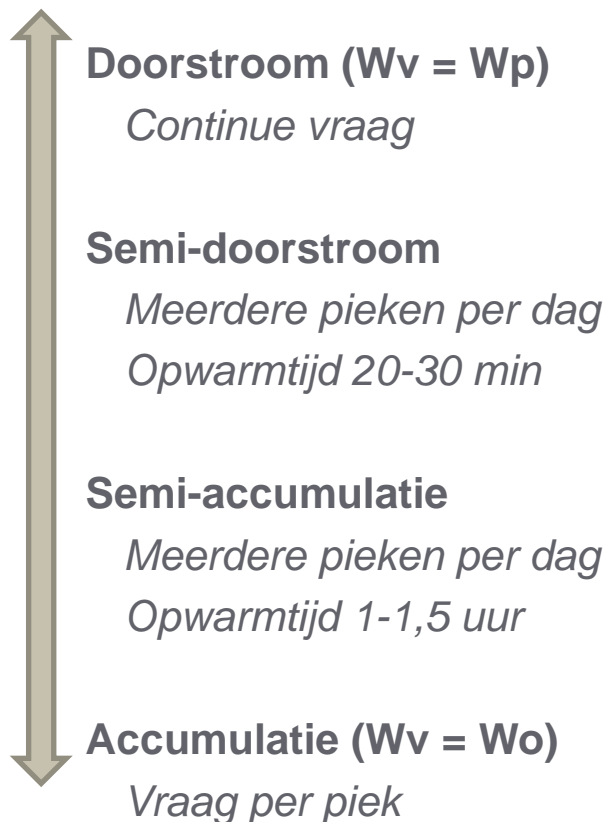 Doorstroom (Wv = Wp)
Continue vraag
Semi-doorstroom
Meerdere pieken per dag
Opwarmtijd 20-30 min
Semi-accumulatie
Meerdere pieken per dag
Opwarmtijd 1-1,5 uur
Accumulatie (Wv = Wo)
Vraag per piek